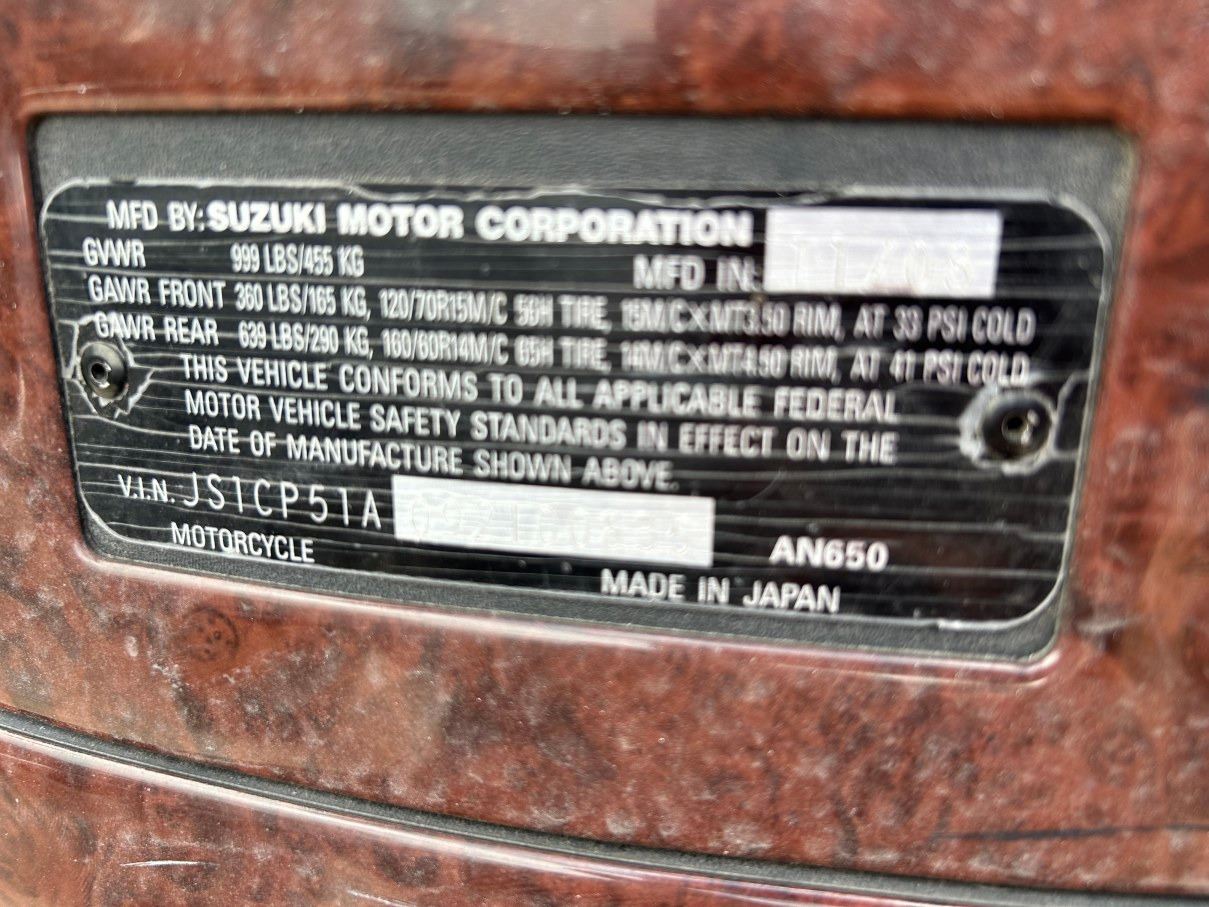 MFD BY: SUZUKI MOTOR CORPORATION
GVWR 999 LBS/455 KG MFD IN: 11/08
GAWR FRONT 360 LBS/165 KG, 120/70R15M/C 56H TIRE, 15M/C×MT3.50 RIM, AT 33 PSI COLD
GAWR REAR 639 LBS/290 KG, 160/60R14M/C 65H TIRE, 14M/C×MT4.50 RIM, AT 41 PSI COLD
THIS VEHICLE CONFORMS TO ALL APPLICABLE FEDERAL
MOTOR VEHICLE SAFETY STANDARDS IN EFFECT ON THE
DATE OF MANUFACTURE SHOWN ABOVE.
V.I.N. JS1CP51A
MOTORCYCLE AN650
MADE IN JAPAN